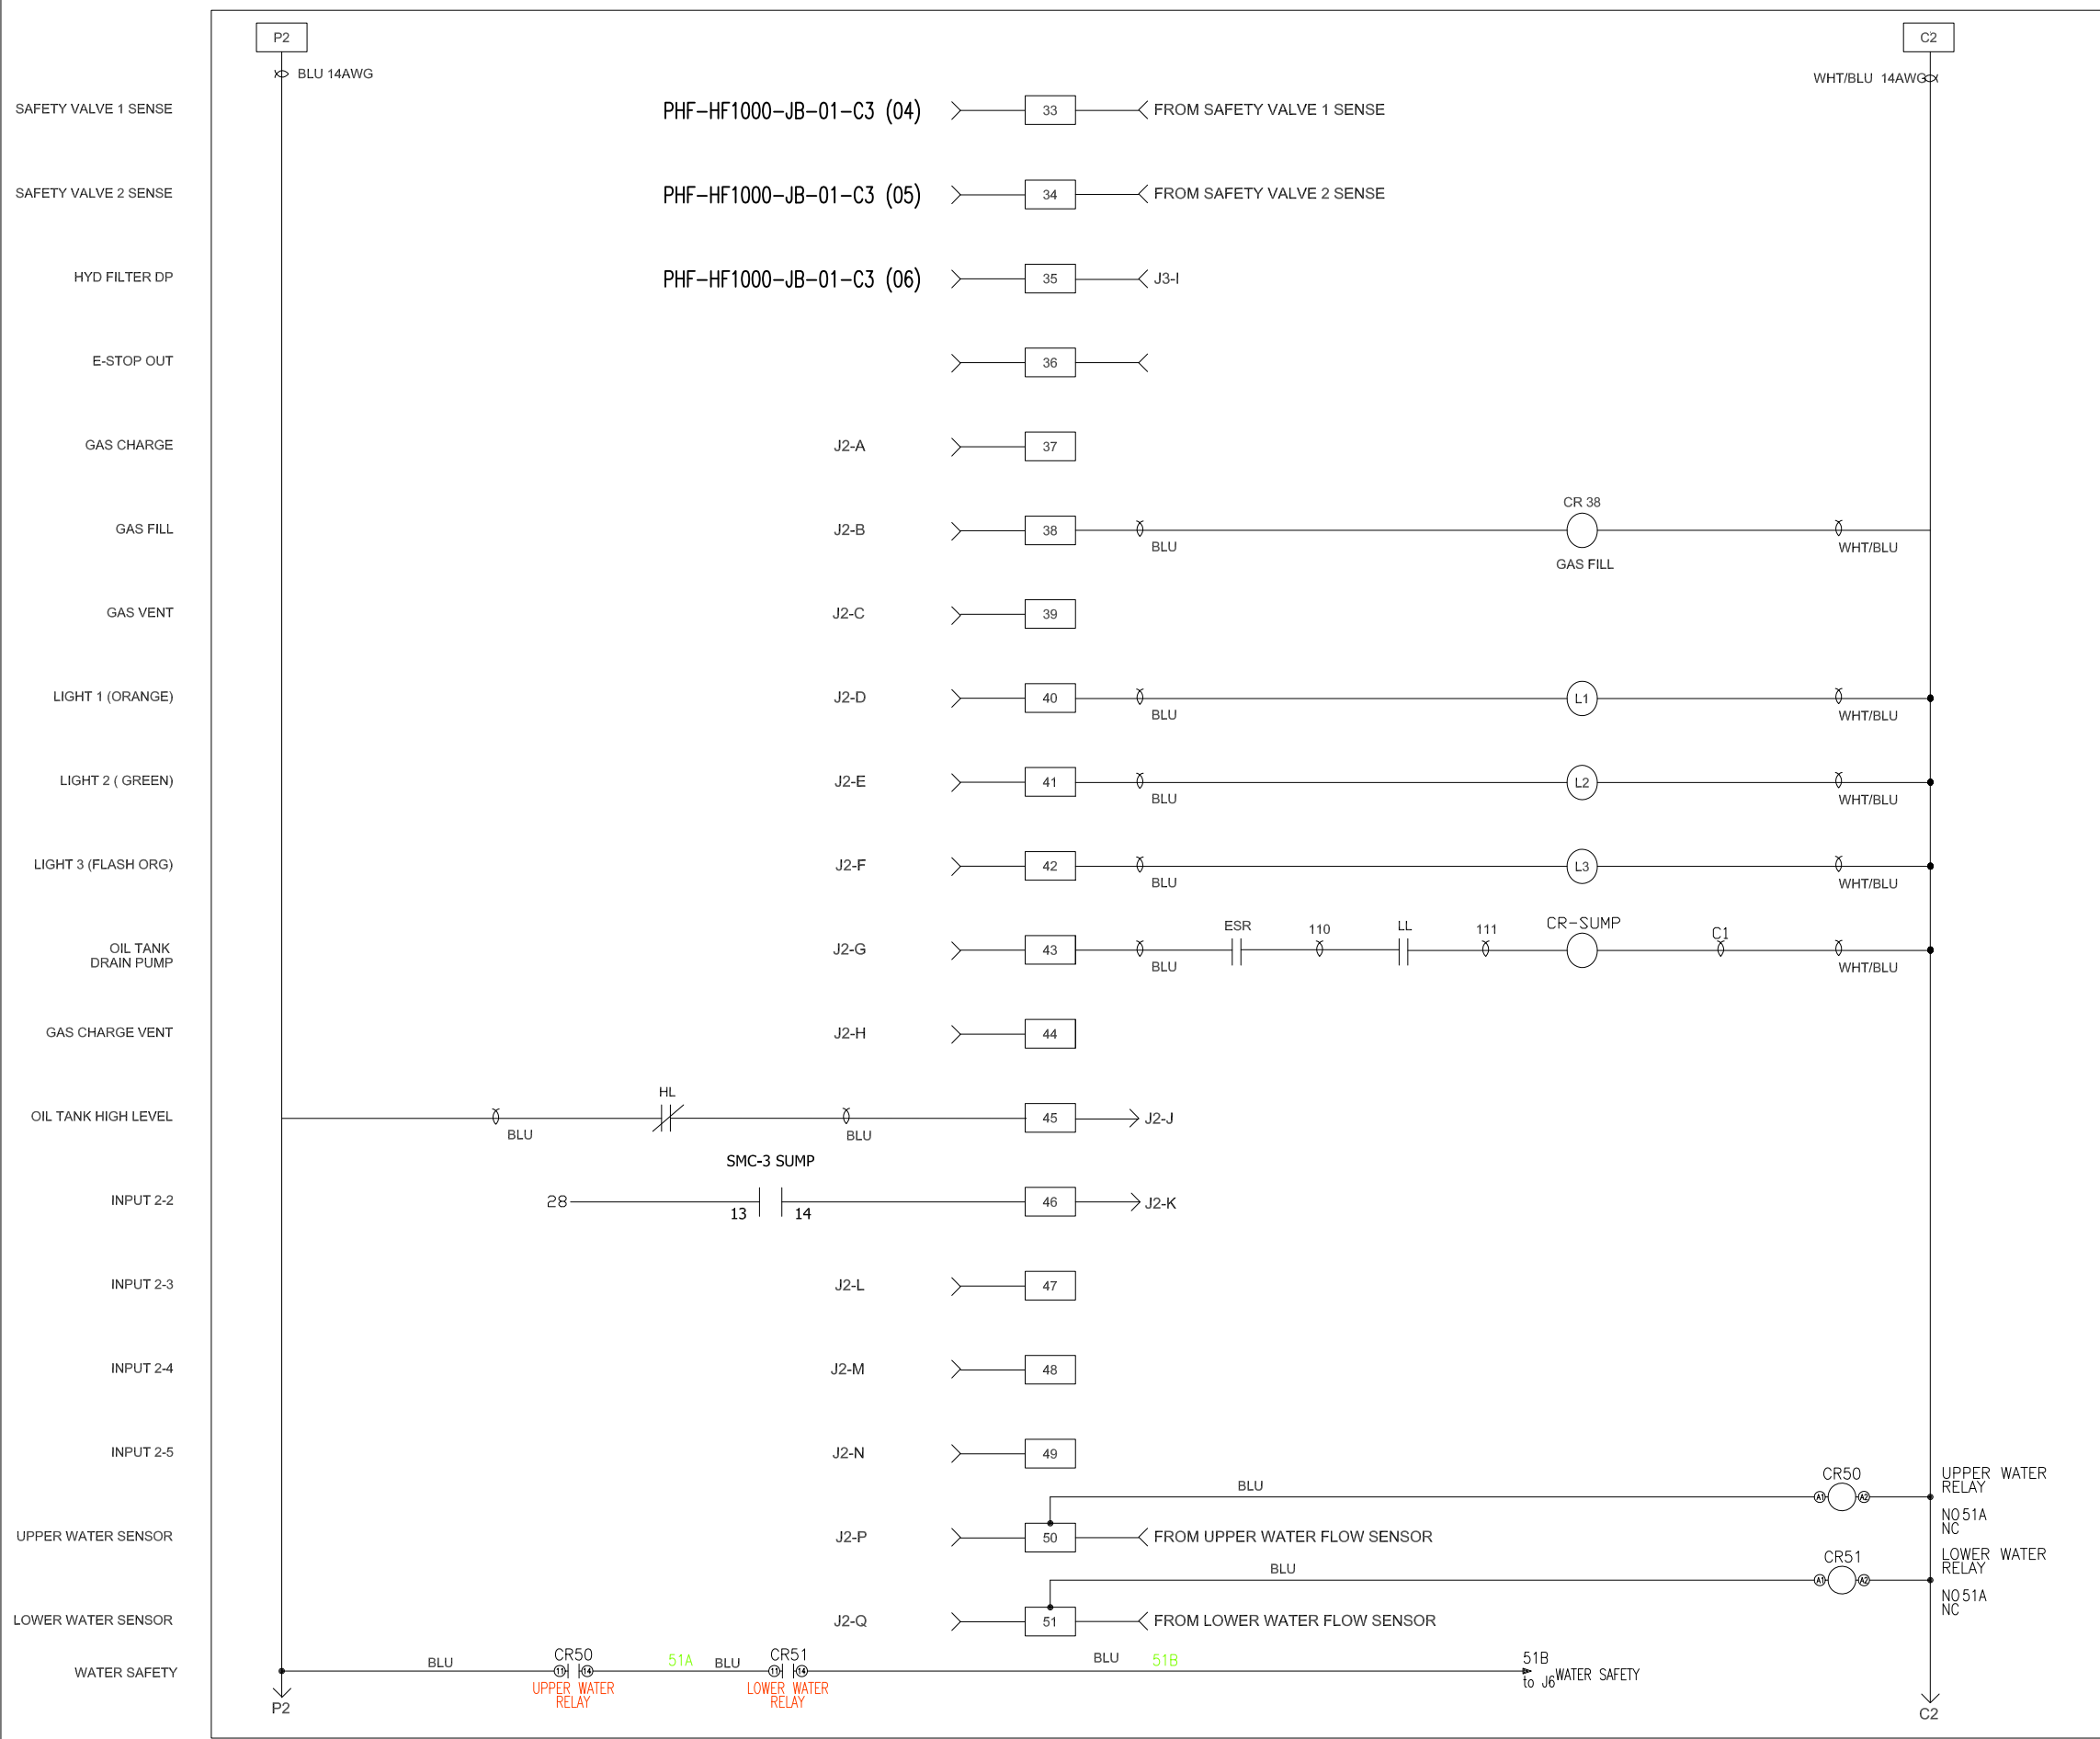 P2
C2
BLU 14AWG
WHT/BLU 14AWG
SAFETY VALVE 1 SENSE
PHF-HF1000-JB-01-C3 (04)
33
FROM SAFETY VALVE 1 SENSE
SAFETY VALVE 2 SENSE
PHF-HF1000-JB-01-C3 (05)
34
FROM SAFETY VALVE 2 SENSE
HYD FILTER DP
PHF-HF1000-JB-01-C3 (06)
35
J3-I
E-STOP OUT
36
GAS CHARGE
J2-A
37
CR 38
GAS FILL
J2-B
38
BLU
WHT/BLU
GAS FILL
GAS VENT
J2-C
39
LIGHT 1 (ORANGE)
J2-D
40
L1
BLU
WHT/BLU
LIGHT 2 ( GREEN)
J2-E
41
L2
BLU
WHT/BLU
LIGHT 3 (FLASH ORG)
J2-F
42
L3
BLU
WHT/BLU
ESR
110
LL
111
CR-SUMP
C1
OIL TANK
DRAIN PUMP
J2-G
43
BLU
WHT/BLU
GAS CHARGE VENT
J2-H
44
HL
OIL TANK HIGH LEVEL
45
J2-J
BLU
BLU
SMC-3 SUMP
INPUT 2-2
28
13
14
46
J2-K
INPUT 2-3
J2-L
47
INPUT 2-4
J2-M
48
INPUT 2-5
J2-N
49
BLU
CR50
A1
A2
UPPER WATER
RELAY
NO 51A
NC
UPPER WATER SENSOR
J2-P
50
FROM UPPER WATER FLOW SENSOR
BLU
CR51
A1
A2
LOWER WATER
RELAY
NO 51A
NC
LOWER WATER SENSOR
J2-Q
51
FROM LOWER WATER FLOW SENSOR
WATER SAFETY
BLU
CR50
11
14
UPPER WATER
RELAY
51A
BLU
CR51
11
14
LOWER WATER
RELAY
BLU
51B
51B
to J6
WATER SAFETY
P2
C2